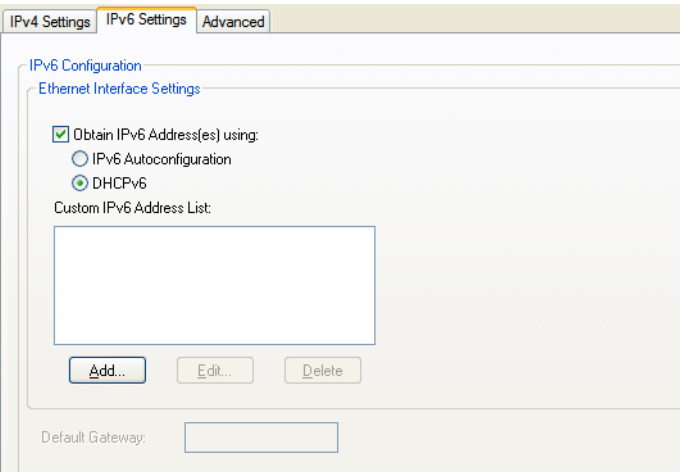 IPv4 Settings IPv6 Settings Advanced
IPv6 Configuration
Ethernet Interface Settings
Obtain IPv6 Address(es) using:
IPv6 Autoconfiguration
DHCPv6
Custom IPv6 Address List:
Add... Edit... Delete
Default Gateway: